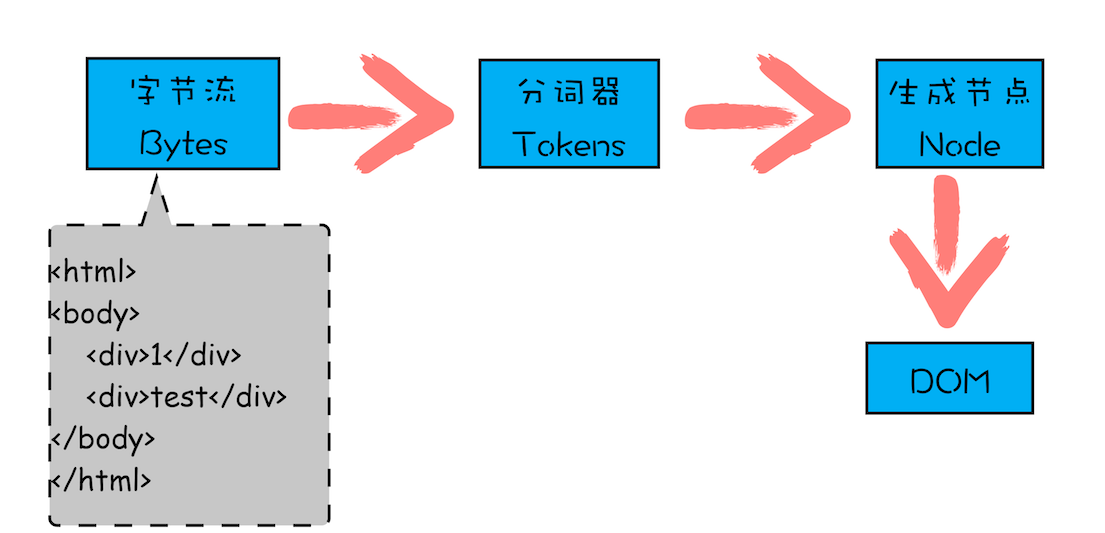 字节流
Bytes
分词器
Tokens
生成节点
Node
<html>
<body>
<div>1</div>
<div>test</div>
</body>
</html>
DOM